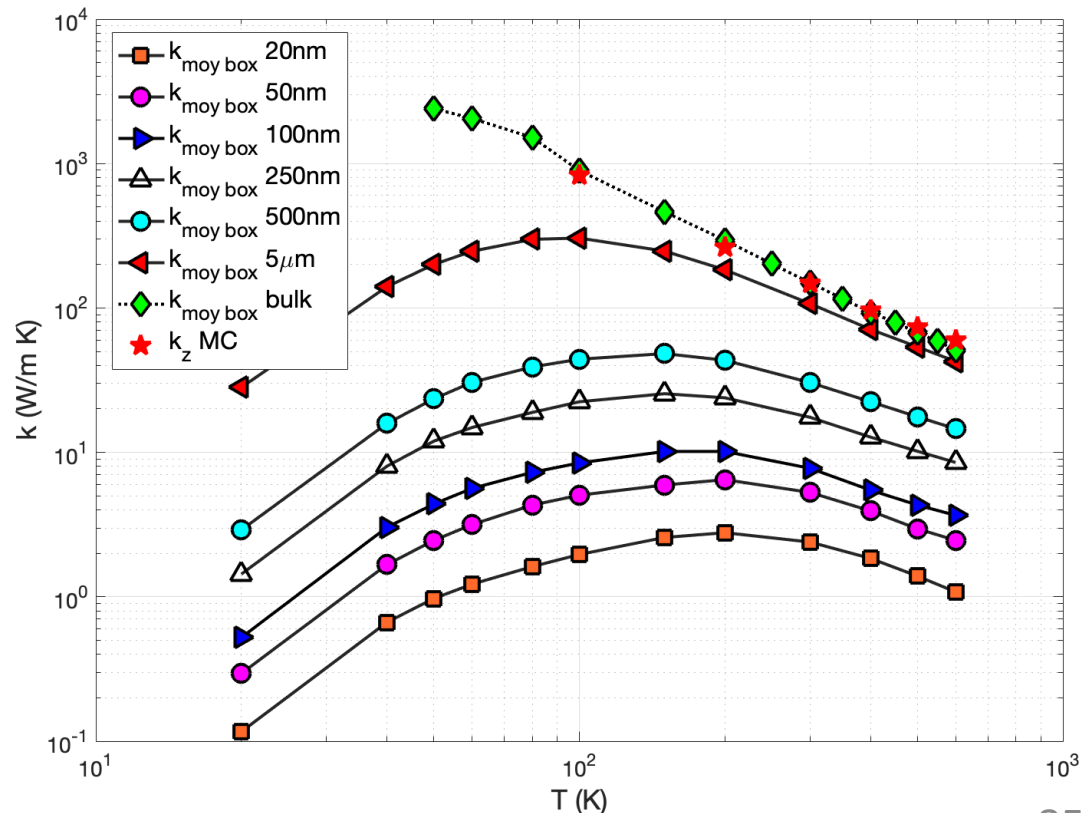 10^4
10^3
10^2
10^1
10^0
10^-1
k (W/m K)
k_moy box 20nm
k_moy box 50nm
k_moy box 100nm
k_moy box 250nm
k_moy box 500nm
k_moy box 5μm
k_moy box bulk
k_z MC
10^1
10^2
10^3
T (K)